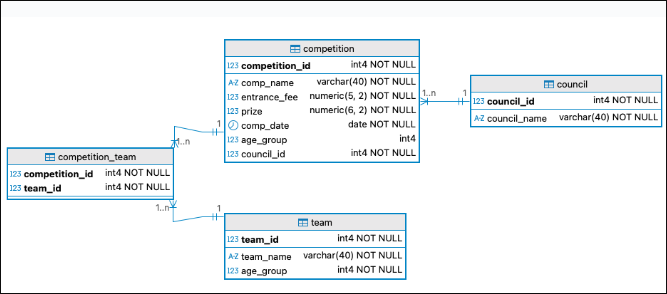 competition
123 competition_id int4 NOT NULL
A-Z comp_name varchar(40) NOT NULL
123 entrance_fee numeric(5, 2) NOT NULL
123 prize numeric(6, 2) NOT NULL
comp_date date NOT NULL
123 age_group int4
123 council_id int4 NOT NULL
1..n
1
council
123 council_id int4 NOT NULL
A-Z council_name varchar(40) NOT NULL
1
1..n
competition_team
123 competition_id int4 NOT NULL
123 team_id int4 NOT NULL
1..n
1
team
123 team_id int4 NOT NULL
A-Z team_name varchar(40) NOT NULL
123 age_group int4 NOT NULL